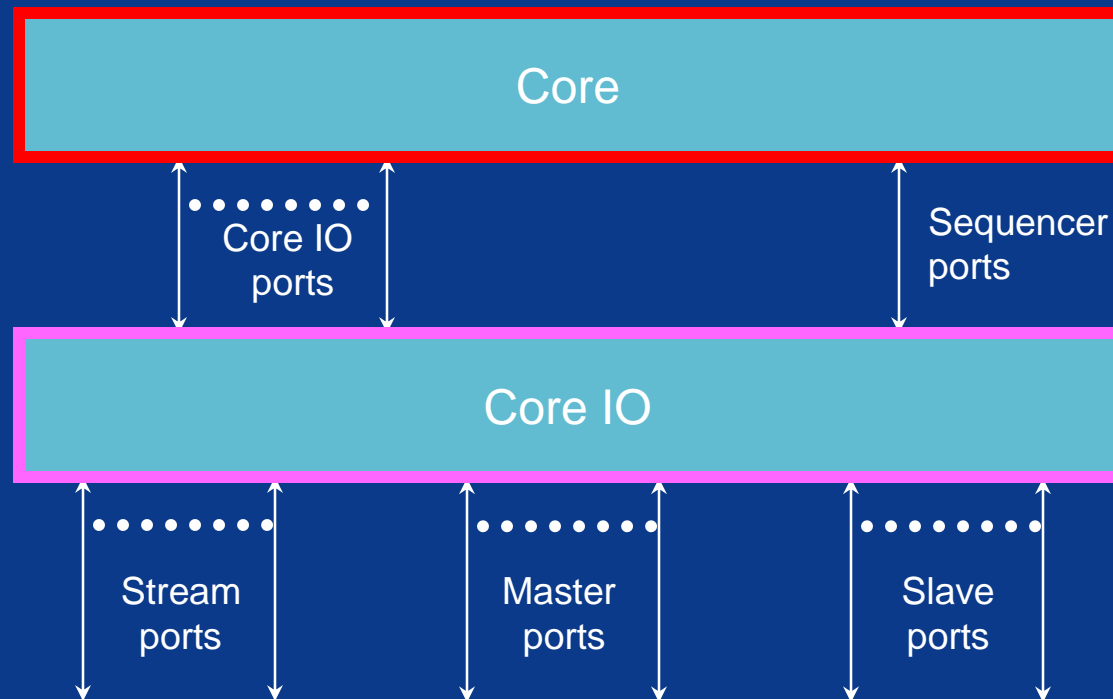 Core
Core IO
ports
Sequencer
ports
Core IO
Stream
ports
Master
ports
Slave
ports